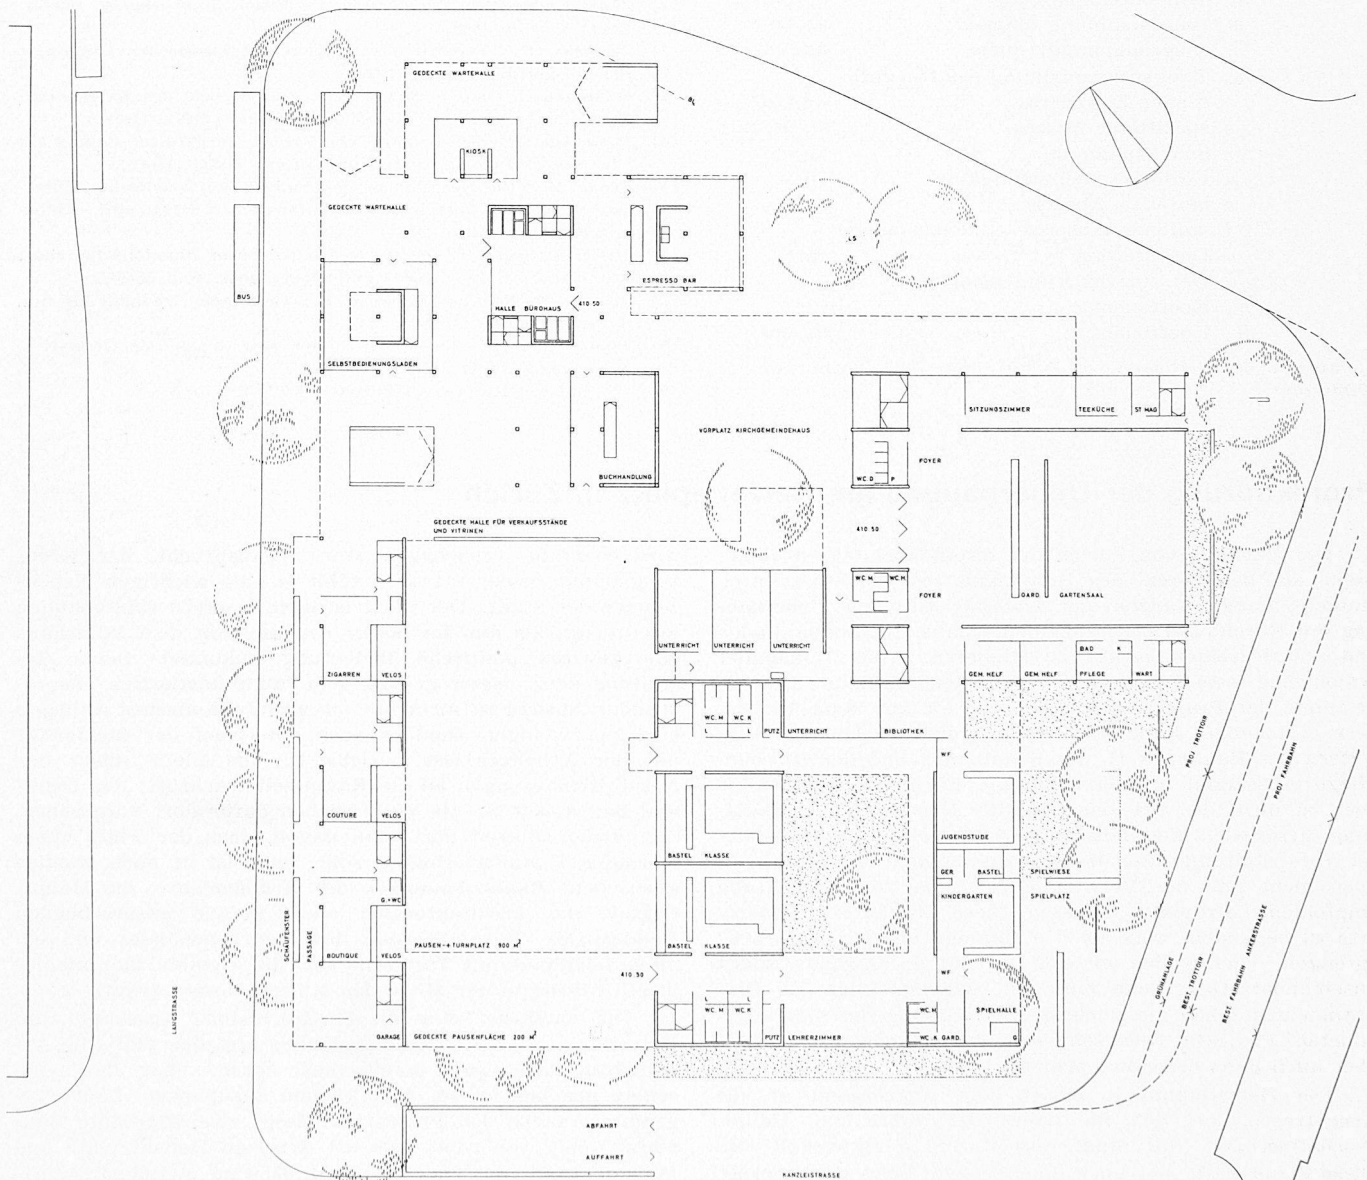 GEDECKTE WARTEHALLE
KIOSK
GEDECKTE WARTEHALLE
LS
BUS
ESPRESSO BAR
HALLE BÜROHAUS
410.50
SELBSTBEDIENUNGSLADEN
SITZUNGSZIMMER
TEEKÜCHE
ST MAG
VORPLATZ KIRCHGEMEINDEHAUS
FOYER
BUCHHANDLUNG
WC.D
P
GEDECKTE HALLE FÜR VERKAUFSSTÄNDE
UND VITRINEN
410.50
WC.M
WC.H
FOYER
GARD.
GARTENSAAL
UNTERRICHT
UNTERRICHT
UNTERRICHT
BAD
K
ZIGARREN
VELOS
GEM.HELF
GEM.HELF
PFLEGE
WART
WC.M
WC.K
L
L
PUTZ
UNTERRICHT
BIBLIOTHEK
WF
PROJ. TROTTOIR
PROJ. FAHRBAHN
COUTURE
VELOS
JUGENDSTUBE
BASTEL
KLASSE
GER
BASTEL
SPIELWIESE
KINDERGARTEN
SPIELPLATZ
G.+WC
SCHAUFENSTER
PASSAGE
BOUTIQUE
VELOS
PAUSEN-+TURNPLATZ 900 M²
BASTEL
KLASSE
410.50
WF
GRÜNANLAGE
BEST. TROTTOIR
BEST. FAHRBAHN ANKERSTRASSE
LANGSTRASSE
L
L
WC.M
WC.K
WC.M
SPIELHALLE
GARAGE
GEDECKTE PAUSENFLÄCHE 200 M²
PUTZ
LEHRERZIMMER
WC.K
GARD.
G
ABFAHRT
AUFFAHRT
KANZLEISTRASSE